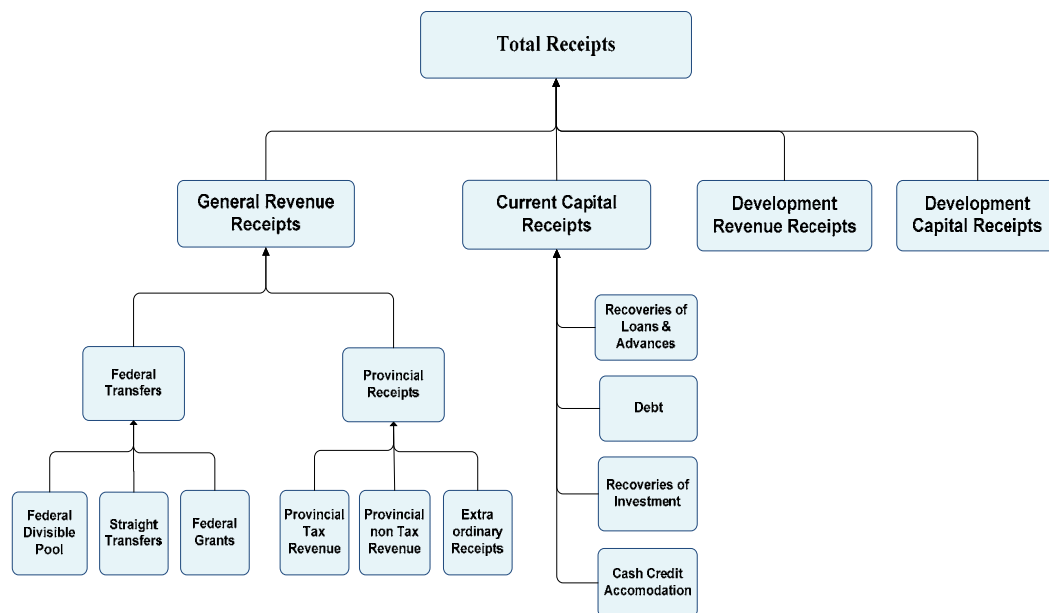 Total Receipts
General Revenue
Receipts
Current Capital
Receipts
Development
Revenue Receipts
Development
Capital Receipts
Recoveries of
Loans &
Advances
Federal
Transfers
Provincial
Receipts
Debt
Recoveries of
Investment
Federal
Divisible
Pool
Straight
Transfers
Federal
Grants
Provincial
Tax
Revenue
Provincial
non Tax
Revenue
Extra
ordinary
Receipts
Cash Credit
Accomodation